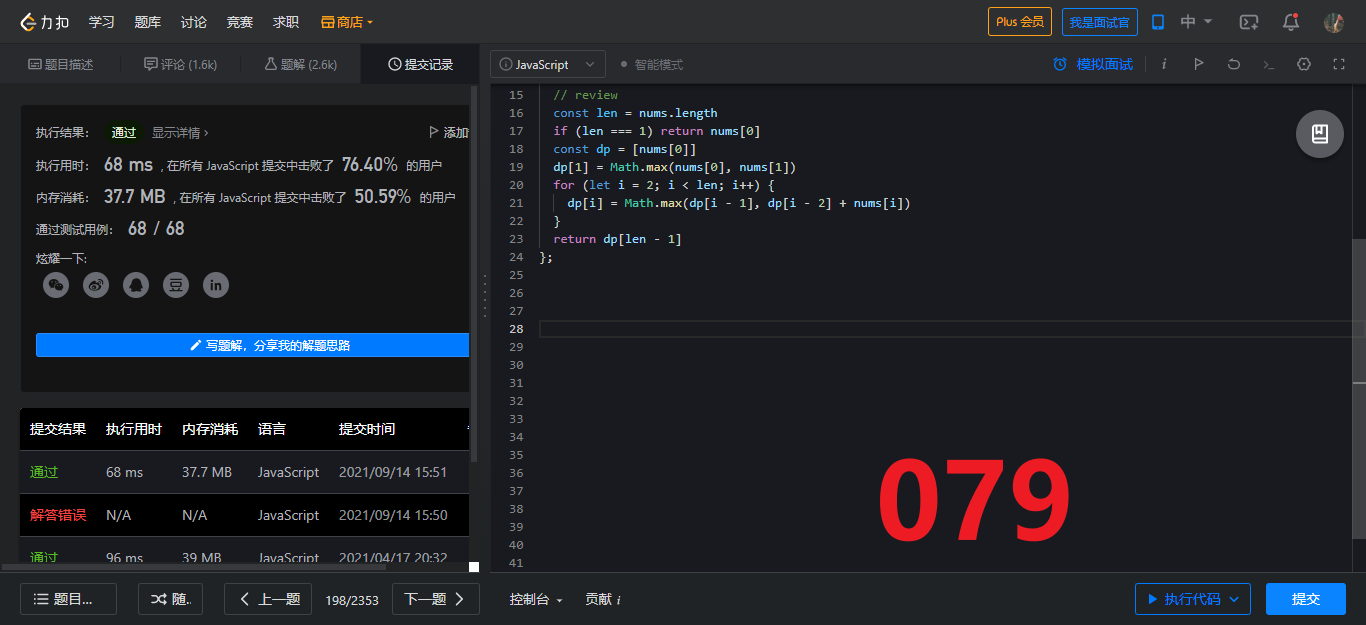 力扣 学习 题库 讨论 竞赛 求职 商店 Plus 会员 我是面试官 中
题目描述 评论 (1.6k) 题解 (2.6k) 提交记录
i JavaScript 智能模式 模拟面试 i
执行结果： 通过 显示详情 › 添加
执行用时： 68 ms , 在所有 JavaScript 提交中击败了 76.40% 的用户
内存消耗： 37.7 MB , 在所有 JavaScript 提交中击败了 50.59% 的用户
通过测试用例： 68 / 68
炫耀一下:
豆 in
写题解，分享我的解题思路
提交结果 执行用时 内存消耗 语言 提交时间
通过 68 ms 37.7 MB JavaScript 2021/09/14 15:51
解答错误 N/A N/A JavaScript 2021/09/14 15:50
通过 96 ms 39 MB JavaScript 2021/04/17 20:32
15 // review
16 const len = nums.length
17 if (len === 1) return nums[0]
18 const dp = [nums[0]]
19 dp[1] = Math.max(nums[0], nums[1])
20 for (let i = 2; i < len; i++) {
21 dp[i] = Math.max(dp[i - 1], dp[i - 2] + nums[i])
22 }
23 return dp[len - 1]
24 };
25
26
27
28
29
30
31
32
33
34
35
36
37
38
39
40
41
079
题目... 随. 上一题 198/2353 下一题 控制台 贡献 i 执行代码 提交